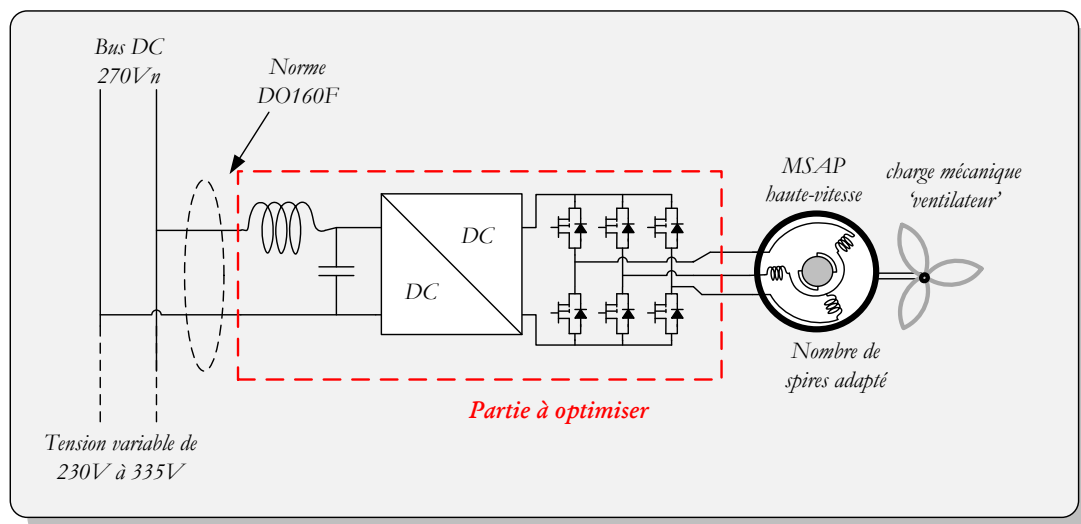 Bus DC
270Vn
Norme
DO160F
MSAP
haute-vitesse
charge mécanique
'ventilateur'
DC
DC
Nombre de
spires adapté
Partie à optimiser
Tension variable de
230V à 335V